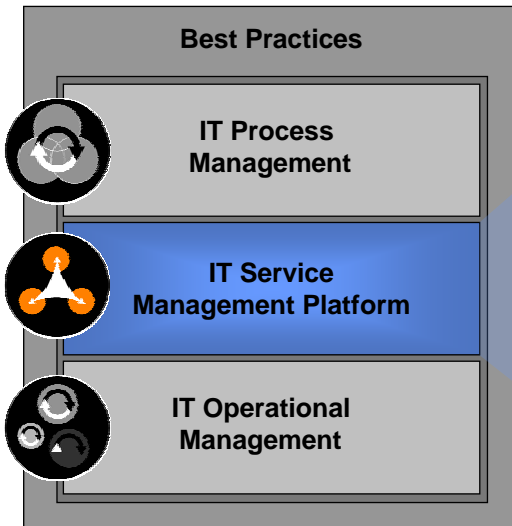 Best Practices
IT Process
Management
IT Service
Management Platform
IT Operational
Management